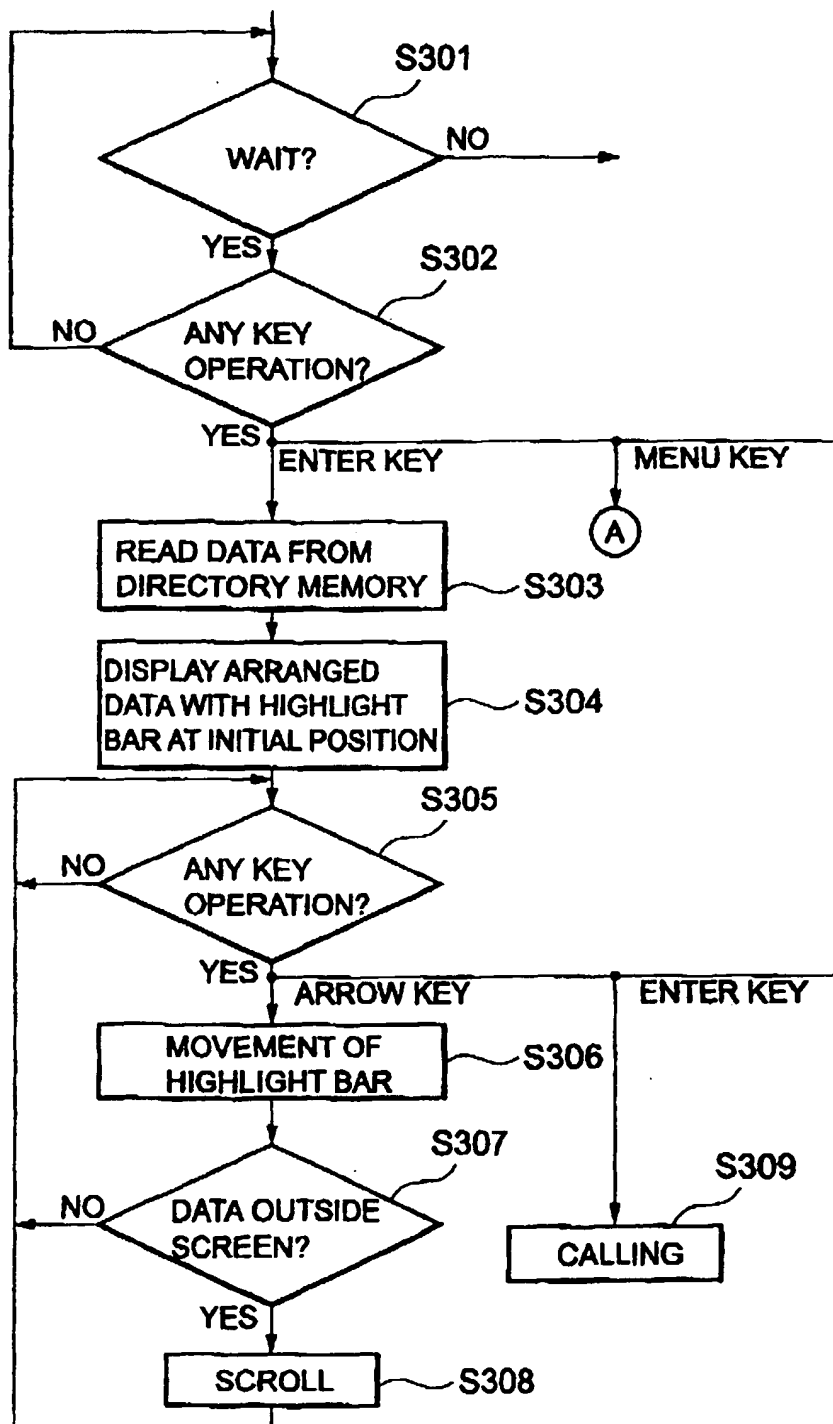 S301
WAIT?
NO
YES
S302
NO
ANY KEY
OPERATION?
YES
ENTER KEY
MENU KEY
A
READ DATA FROM
DIRECTORY MEMORY
S303
DISPLAY ARRANGED
DATA WITH HIGHLIGHT
BAR AT INITIAL POSITION
S304
S305
NO
ANY KEY
OPERATION?
YES
ARROW KEY
ENTER KEY
MOVEMENT OF
HIGHLIGHT BAR
S306
S307
NO
DATA OUTSIDE
SCREEN?
S309
CALLING
YES
SCROLL
S308